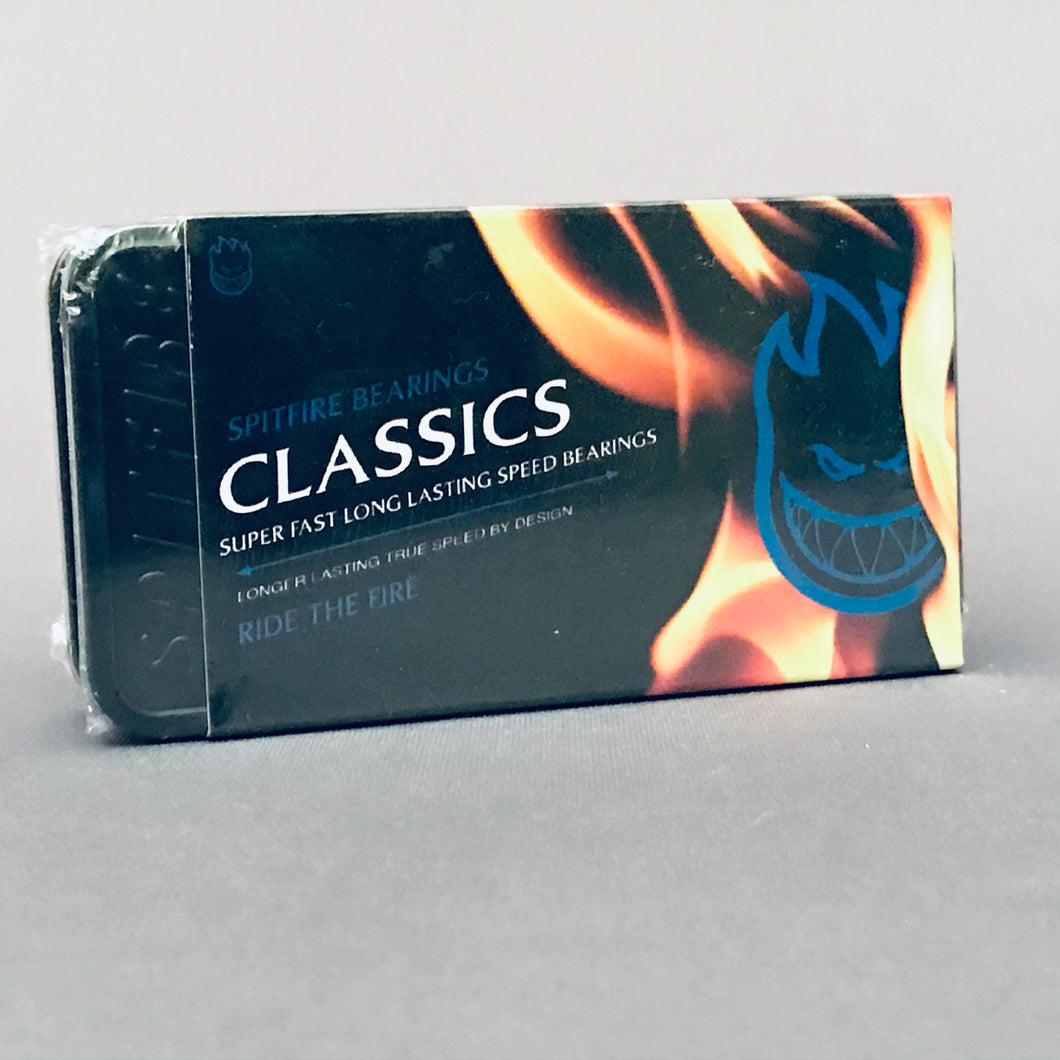 SPITFIRE BEARINGS
CLASSICS
SUPER FAST LONG LASTING SPEED BEARINGS
LONGER LASTING TRUE SPEED BY DESIGN
RIDE THE FIRE